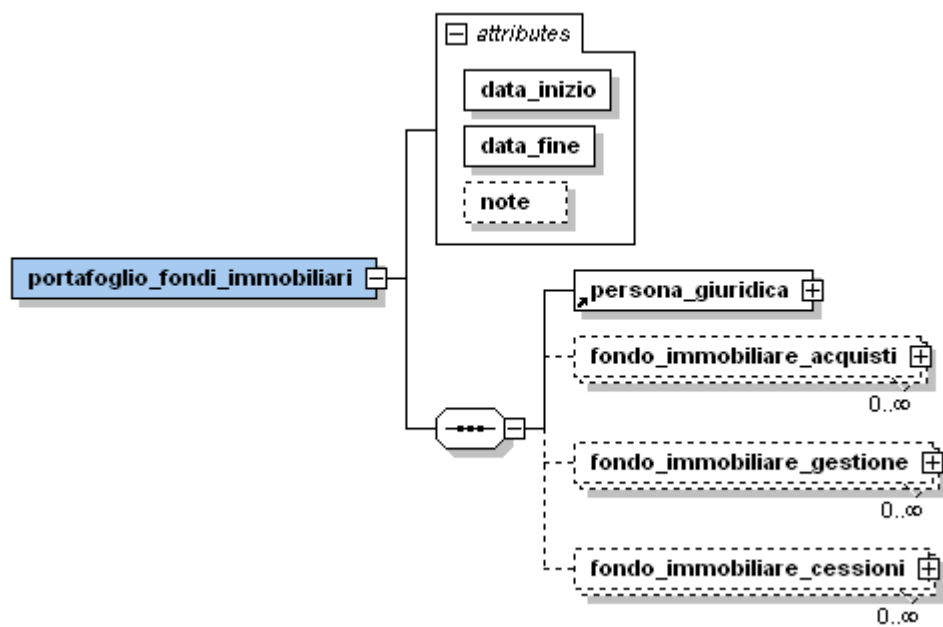 attributes
data_inizio
data_fine
note
portafoglio_fondi_immobiliari
persona_giuridica
fondo_immobiliare_acquisti
0..∞
fondo_immobiliare_gestione
0..∞
fondo_immobiliare_cessioni
0..∞